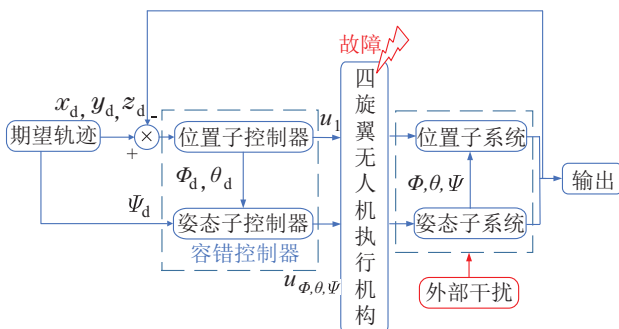 故障
x_d, y_d, z_d -
期望轨迹
×
+
位置子控制器
u_1
四旋翼无人机执行机构
位置子系统
Φ_d, θ_d
Φ,θ,Ψ
输出
Ψ_d
姿态子控制器
姿态子系统
容错控制器
u_Φ,θ,Ψ
外部干扰